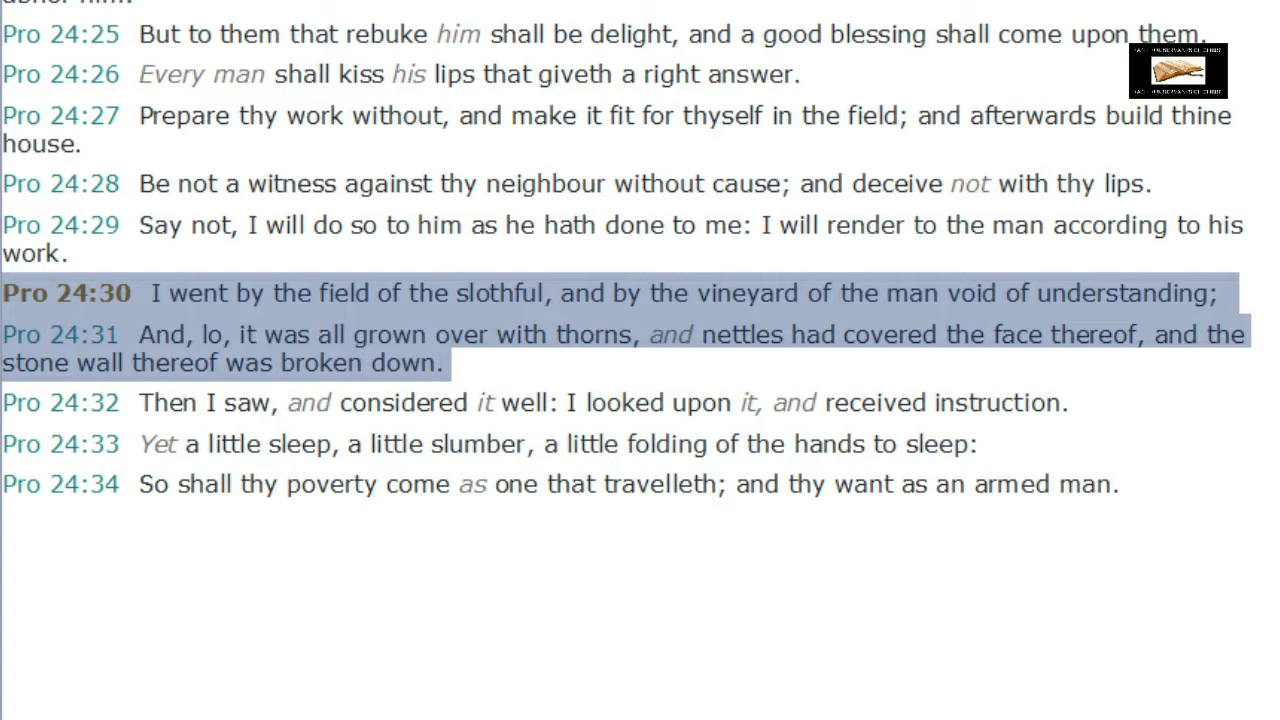 abhor him:
Pro 24:25 But to them that rebuke him shall be delight, and a good blessing shall come upon them.
Pro 24:26 Every man shall kiss his lips that giveth a right answer.
Pro 24:27 Prepare thy work without, and make it fit for thyself in the field; and afterwards build thine
house.
Pro 24:28 Be not a witness against thy neighbour without cause; and deceive not with thy lips.
Pro 24:29 Say not, I will do so to him as he hath done to me: I will render to the man according to his
work.
Pro 24:30 I went by the field of the slothful, and by the vineyard of the man void of understanding;
Pro 24:31 And, lo, it was all grown over with thorns, and nettles had covered the face thereof, and the
stone wall thereof was broken down.
Pro 24:32 Then I saw, and considered it well: I looked upon it, and received instruction.
Pro 24:33 Yet a little sleep, a little slumber, a little folding of the hands to sleep:
Pro 24:34 So shall thy poverty come as one that travelleth; and thy want as an armed man.